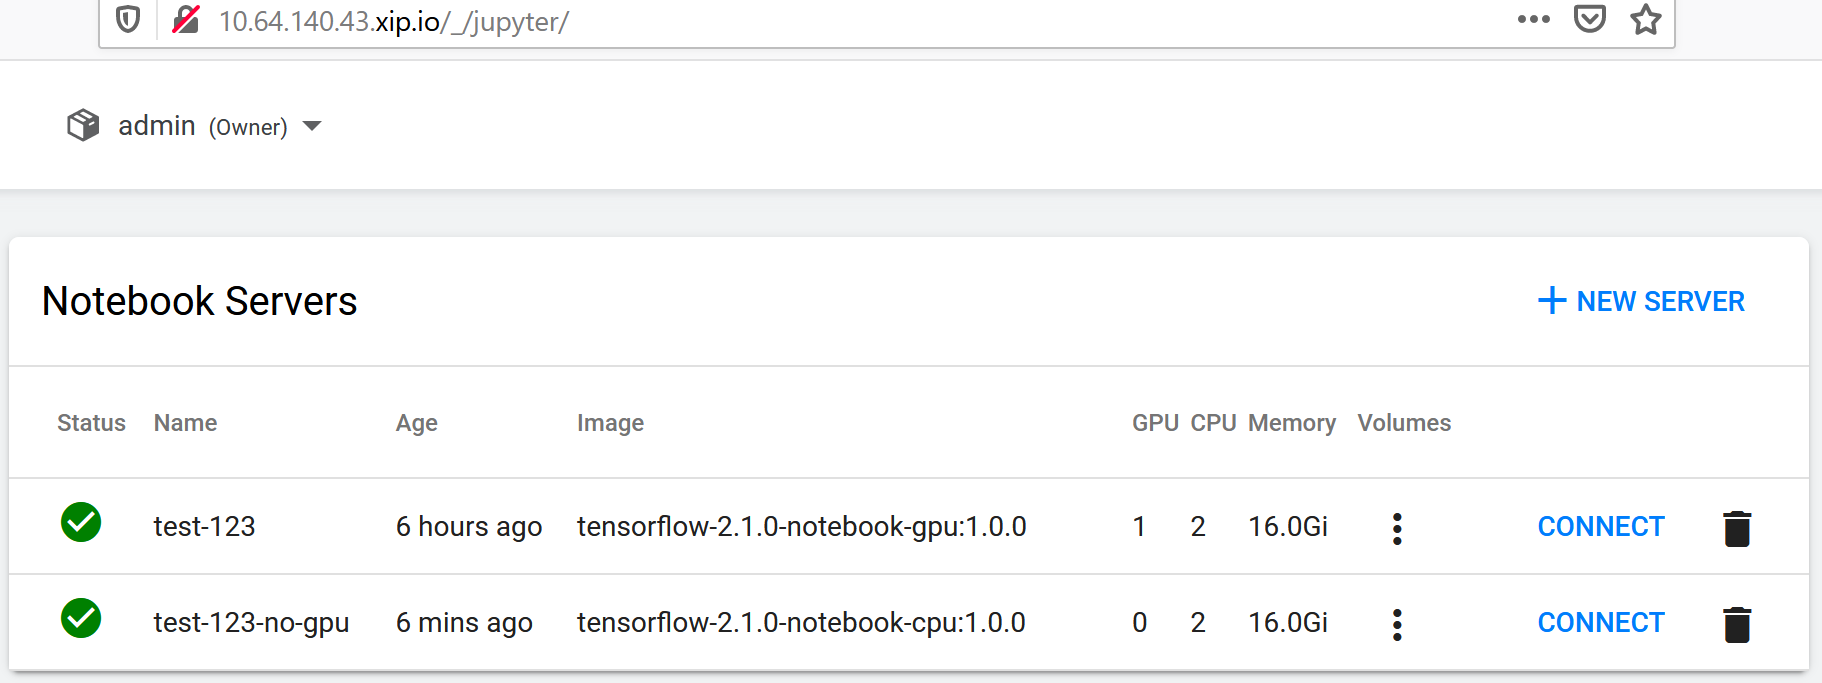 10.64.140.43.xip.io/_/jupyter/
admin (Owner)
Notebook Servers
NEW SERVER
Status Name Age Image GPU CPU Memory Volumes
test-123 6 hours ago tensorflow-2.1.0-notebook-gpu:1.0.0 1 2 16.0Gi CONNECT
test-123-no-gpu 6 mins ago tensorflow-2.1.0-notebook-cpu:1.0.0 0 2 16.0Gi CONNECT